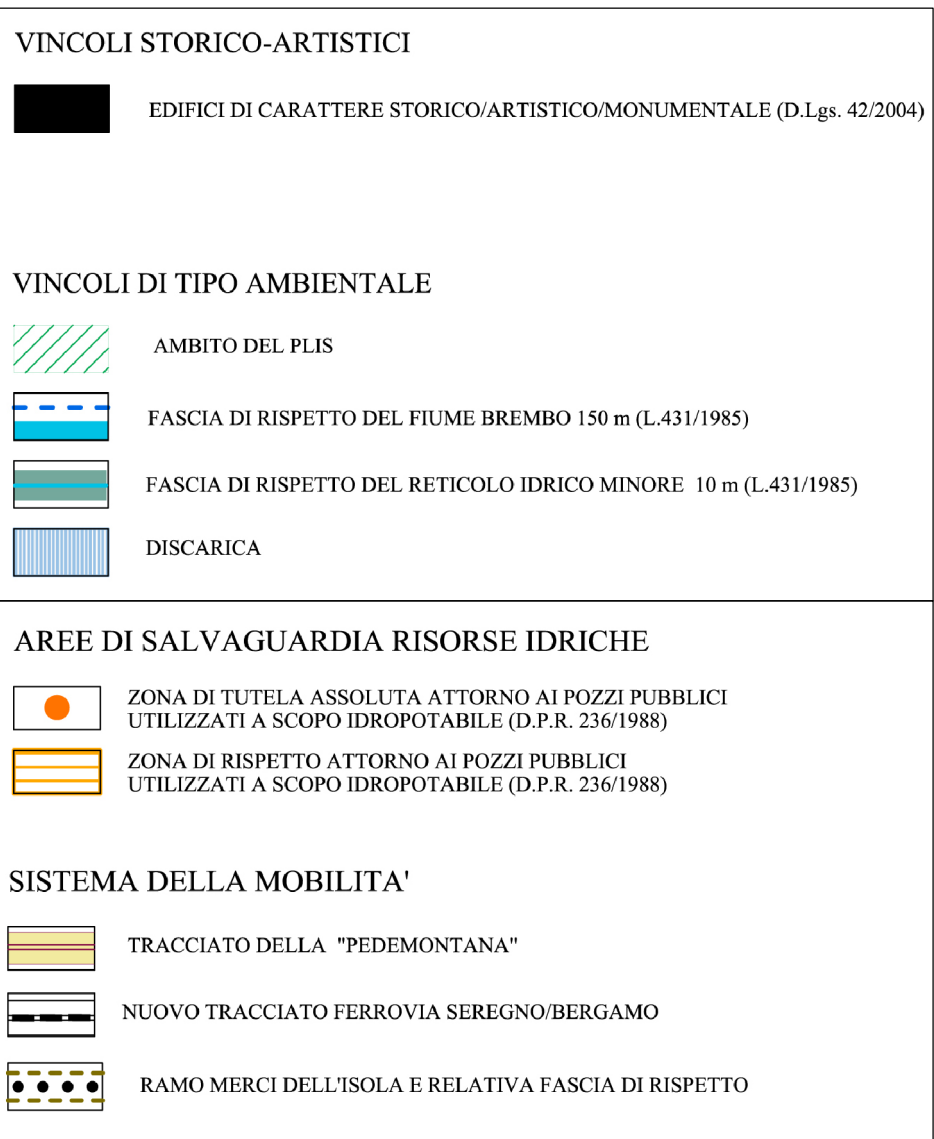 VINCOLI STORICO-ARTISTICI
EDIFICI DI CARATTERE STORICO/ARTISTICO/MONUMENTALE (D.Lgs. 42/2004)
VINCOLI DI TIPO AMBIENTALE
AMBITO DEL PLIS
FASCIA DI RISPETTO DEL FIUME BREMBO 150 m (L.431/1985)
FASCIA DI RISPETTO DEL RETICOLO IDRICO MINORE 10 m (L.431/1985)
DISCARICA
AREE DI SALVAGUARDIA RISORSE IDRICHE
ZONA DI TUTELA ASSOLUTA ATTORNO AI POZZI PUBBLICI
UTILIZZATI A SCOPO IDROPOTABILE (D.P.R. 236/1988)
ZONA DI RISPETTO ATTORNO AI POZZI PUBBLICI
UTILIZZATI A SCOPO IDROPOTABILE (D.P.R. 236/1988)
SISTEMA DELLA MOBILITA'
TRACCIATO DELLA "PEDEMONTANA"
NUOVO TRACCIATO FERROVIA SEREGNO/BERGAMO
RAMO MERCI DELL'ISOLA E RELATIVA FASCIA DI RISPETTO